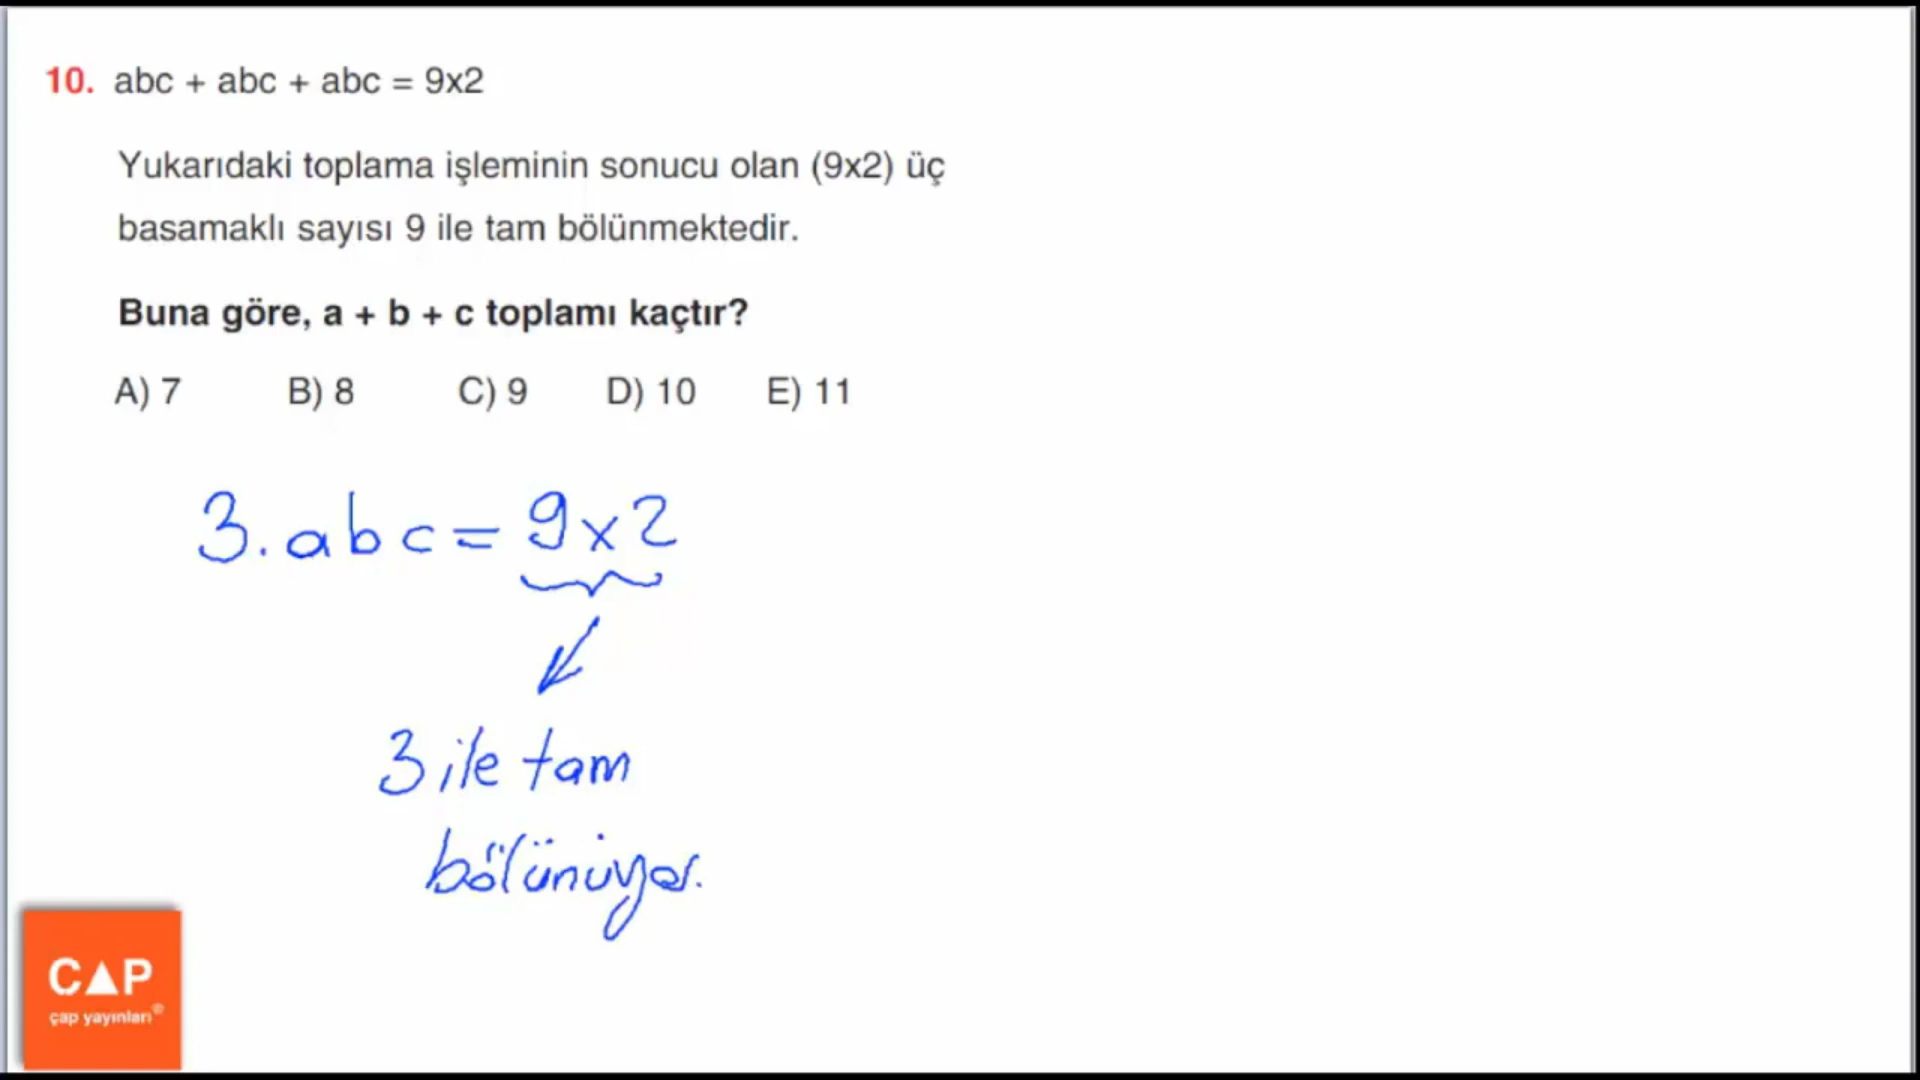 10. abc + abc + abc = 9x2
Yukarıdaki toplama işleminin sonucu olan (9x2) üç
basamaklı sayısı 9 ile tam bölünmektedir.
Buna göre, a + b + c toplamı kaçtır?
A) 7 B) 8 C) 9 D) 10 E) 11
3.abc = 9x2
3 ile tam
bölünüyor.
CAP
çap yayınları®